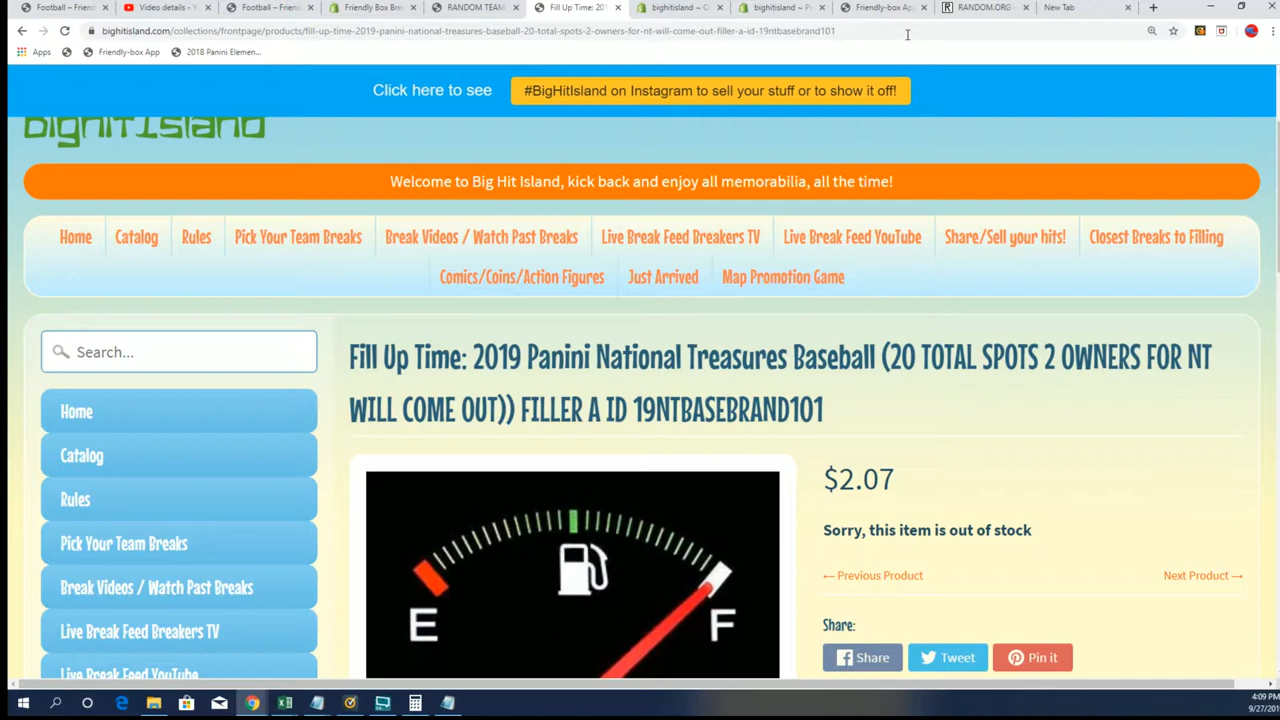 Football – Friend
Video details - Y
Football – Friend
Friendly Box Bre
RANDOM TEAM
Fill Up Time: 201
bighitisland ~ O
bighitisland ~ P
Friendly-box Ap
RANDOM.ORG -
New Tab
bighitisland.com/collections/frontpage/products/fill-up-time-2019-panini-national-treasures-baseball-20-total-spots-2-owners-for-nt-will-come-out-filler-a-id-19ntbasebrand101
Apps
Friendly-box App
2018 Panini Elemen...
Click here to see
#BigHitIsland on Instagram to sell your stuff or to show it off!
BigHitIsland
Welcome to Big Hit Island, kick back and enjoy all memorabilia, all the time!
Home
Catalog
Rules
Pick Your Team Breaks
Break Videos / Watch Past Breaks
Live Break Feed Breakers TV
Live Break Feed YouTube
Share/Sell your hits!
Closest Breaks to Filling
Comics/Coins/Action Figures
Just Arrived
Map Promotion Game
Search...
Home
Catalog
Rules
Pick Your Team Breaks
Break Videos / Watch Past Breaks
Live Break Feed Breakers TV
Live Break Feed YouTube
Fill Up Time: 2019 Panini National Treasures Baseball (20 TOTAL SPOTS 2 OWNERS FOR NT
WILL COME OUT)) FILLER A ID 19NTBASEBRAND101
E
F
$2.07
Sorry, this item is out of stock
← Previous Product
Next Product →
Share:
Share
Tweet
Pin it
4:09 PM
9/27/201